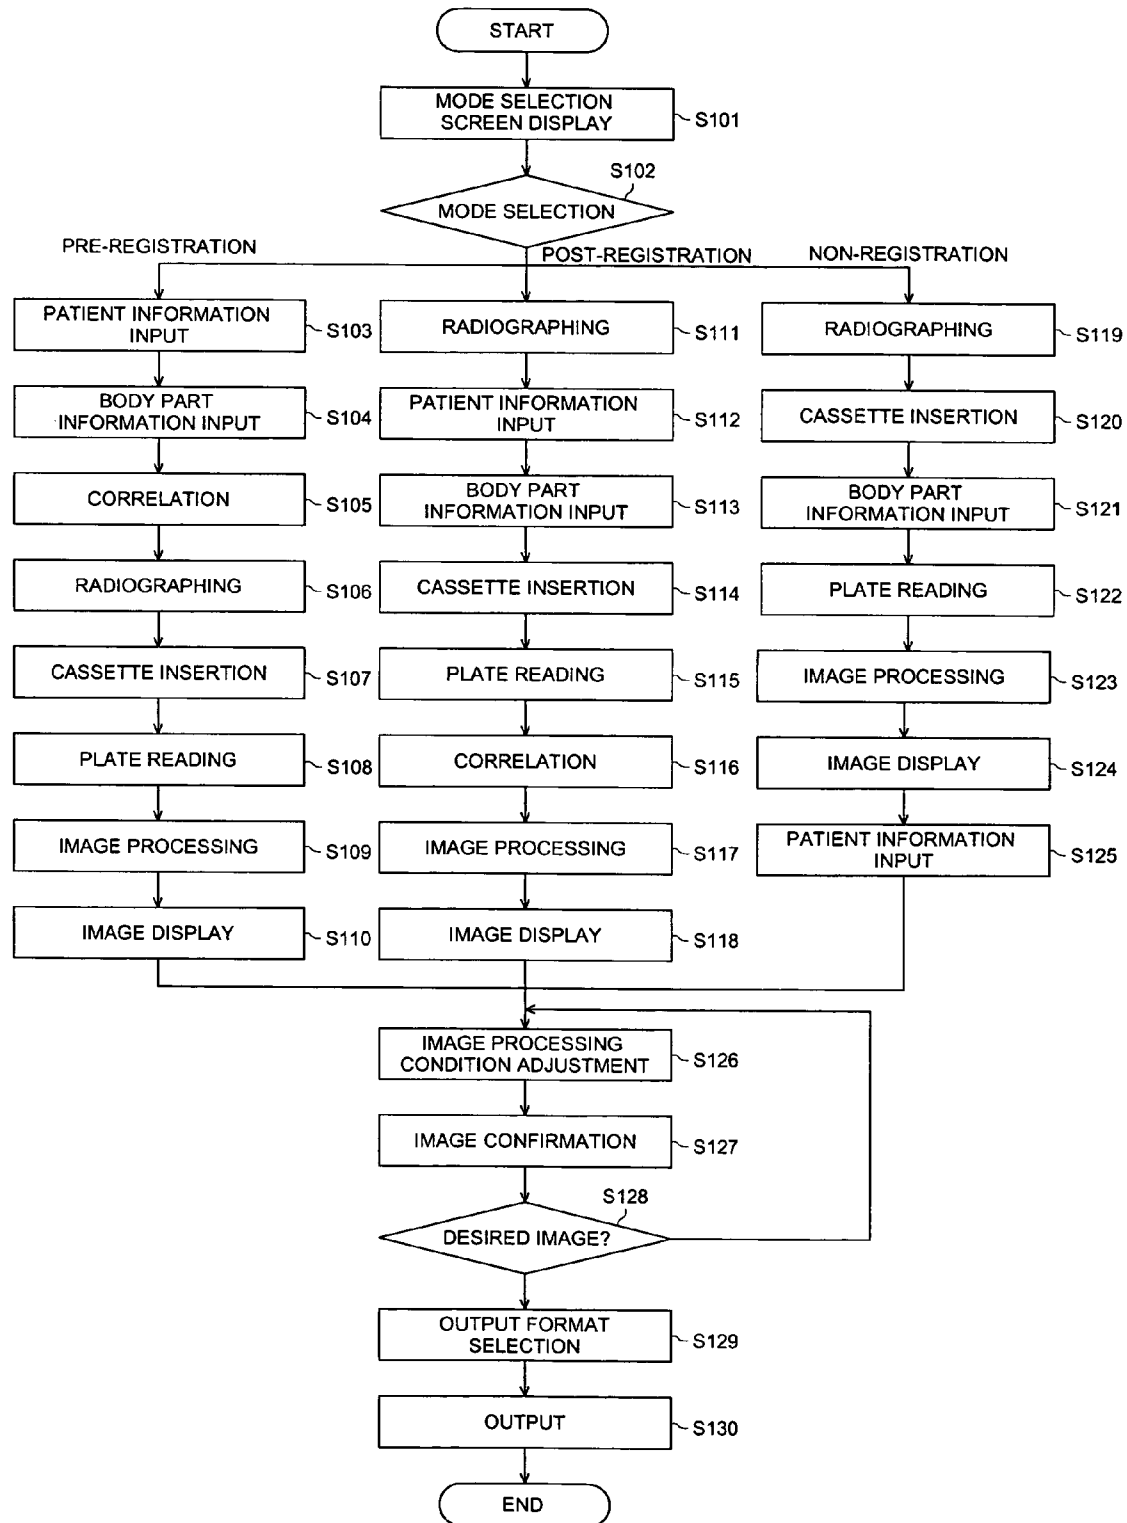 START
MODE SELECTION
SCREEN DISPLAY
S101
S102
MODE SELECTION
PRE-REGISTRATION
POST-REGISTRATION
NON-REGISTRATION
PATIENT INFORMATION
INPUT
S103
BODY PART
INFORMATION INPUT
S104
CORRELATION
S105
RADIOGRAPHING
S106
CASSETTE INSERTION
S107
PLATE READING
S108
IMAGE PROCESSING
S109
IMAGE DISPLAY
S110
RADIOGRAPHING
S111
PATIENT INFORMATION
INPUT
S112
BODY PART
INFORMATION INPUT
S113
CASSETTE INSERTION
S114
PLATE READING
S115
CORRELATION
S116
IMAGE PROCESSING
S117
IMAGE DISPLAY
S118
RADIOGRAPHING
S119
CASSETTE INSERTION
S120
BODY PART
INFORMATION INPUT
S121
PLATE READING
S122
IMAGE PROCESSING
S123
IMAGE DISPLAY
S124
PATIENT INFORMATION
INPUT
S125
IMAGE PROCESSING
CONDITION ADJUSTMENT
S126
IMAGE CONFIRMATION
S127
S128
DESIRED IMAGE?
OUTPUT FORMAT
SELECTION
S129
OUTPUT
S130
END